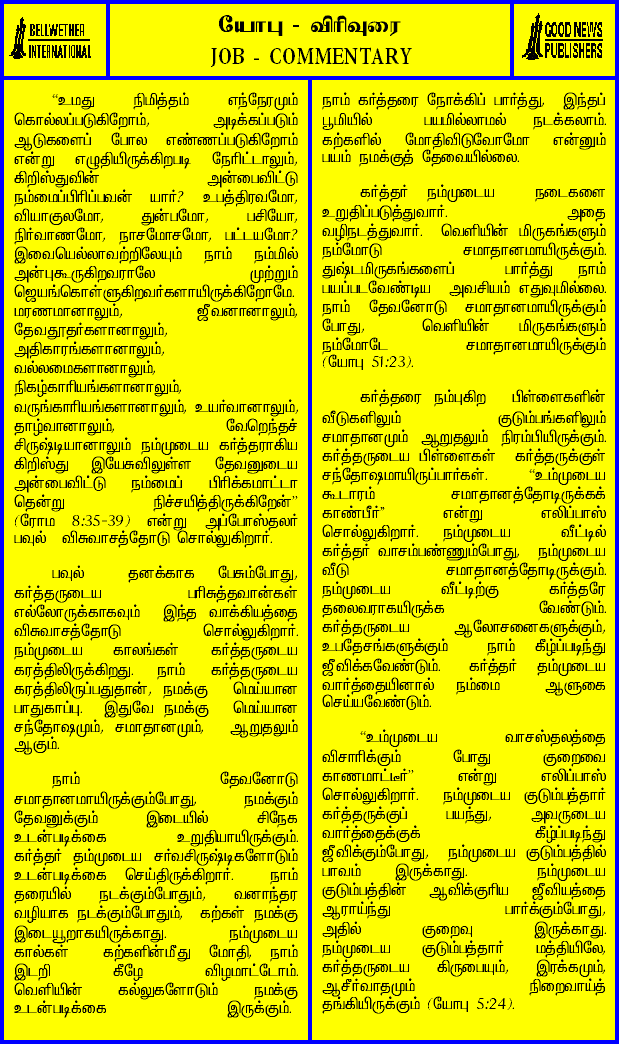 BELLWETHER
INTERNATIONAL
யோபு - விரிவுரை
JOB - COMMENTARY
GOOD NEWS
PUBLISHERS
“உமது நிமித்தம் எந்நேரமும்
கொல்லப்படுகிறோம், அடிக்கப்படும்
ஆடுகளைப் போல எண்ணப்படுகிறோம்
என்று எழுதியிருக்கிறபடி நேரிட்டாலும்,
கிறிஸ்துவின் அன்பைவிட்டு
நம்மைப்பிரிப்பவன் யார்? உபத்திரவமோ,
வியாகுலமோ, துன்பமோ, பசியோ,
நிர்வாணமோ, நாசமோசமோ, பட்டயமோ?
இவையெல்லாவற்றிலேயும் நாம் நம்மில்
அன்புகூருகிறவராலே முற்றும்
ஜெயங்கொள்ளுகிறவர்களாயிருக்கிறோமே.
மரணமானாலும், ஜீவனானாலும்,
தேவதூதர்களானாலும்,
அதிகாரங்களானாலும்,
வல்லமைகளானாலும்,
நிகழ்காரியங்களானாலும்,
வருங்காரியங்களானாலும், உயர்வானாலும்,
தாழ்வானாலும், வேறெந்தச்
சிருஷ்டியானாலும் நம்முடைய கர்த்தராகிய
கிறிஸ்து இயேசுவிலுள்ள தேவனுடைய
அன்பைவிட்டு நம்மைப் பிரிக்கமாட்டா
தென்று நிச்சயித்திருக்கிறேன்”
(ரோம 8:35-39) என்று அப்போஸ்தலர்
பவுல் விசுவாசத்தோடு சொல்லுகிறார்.
பவுல் தனக்காக பேசும்போது,
கர்த்தருடைய பரிசுத்தவான்கள்
எல்லோருக்காகவும் இந்த வாக்கியத்தை
விசுவாசத்தோடு சொல்லுகிறார்.
நம்முடைய காலங்கள் கர்த்தருடைய
கரத்திலிருக்கிறது. நாம் கர்த்தருடைய
கரத்திலிருப்பதுதான், நமக்கு மெய்யான
பாதுகாப்பு. இதுவே நமக்கு மெய்யான
சந்தோஷமும், சமாதானமும், ஆறுதலும்
ஆகும்.
நாம் தேவனோடு
சமாதானமாயிருக்கும்போது, நமக்கும்
தேவனுக்கும் இடையில் சிநேக
உடன்படிக்கை உறுதியாயிருக்கும்.
கர்த்தர் தம்முடைய சர்வசிருஷ்டிகளோடும்
உடன்படிக்கை செய்திருக்கிறார். நாம்
தரையில் நடக்கும்போதும், வனாந்தர
வழியாக நடக்கும்போதும், கற்கள் நமக்கு
இடையூறாகயிருக்காது. நம்முடைய
கால்கள் கற்களின்மீது மோதி, நாம்
இடறி கீழே விழமாட்டோம்.
வெளியின் கல்லுகளோடும் நமக்கு
உடன்படிக்கை இருக்கும்.
நாம் கர்த்தரை நோக்கிப் பார்த்து, இந்தப்
பூமியில் பயமில்லாமல் நடக்கலாம்.
கற்களில் மோதிவிடுவோமோ என்னும்
பயம் நமக்குத் தேவையில்லை.
கர்த்தர் நம்முடைய நடைகளை
உறுதிப்படுத்துவார். அதை
வழிநடத்துவார். வெளியின் மிருகங்களும்
நம்மோடு சமாதானமாயிருக்கும்.
துஷ்டமிருகங்களைப் பார்த்து நாம்
பயப்படவேண்டிய அவசியம் எதுவுமில்லை.
நாம் தேவனோடு சமாதானமாயிருக்கும்
போது, வெளியின் மிருகங்களும்
நம்மோடே சமாதானமாயிருக்கும்
(யோபு 51:23).
கர்த்தரை நம்புகிற பிள்ளைகளின்
வீடுகளிலும் குடும்பங்களிலும்
சமாதானமும் ஆறுதலும் நிரம்பியிருக்கும்.
கர்த்தருடைய பிள்ளைகள் கர்த்தருக்குள்
சந்தோஷமாயிருப்பார்கள். “உம்முடைய
கூடாரம் சமாதானத்தோடிருக்கக்
காண்பீர்” என்று எலிப்பாஸ்
சொல்லுகிறார். நம்முடைய வீட்டில்
கர்த்தர் வாசம்பண்ணும்போது, நம்முடைய
வீடு சமாதானத்தோடிருக்கும்.
நம்முடைய வீட்டிற்கு கர்த்தரே
தலைவராகயிருக்க வேண்டும்.
கர்த்தருடைய ஆலோசனைகளுக்கும்,
உபதேசங்களுக்கும் நாம் கீழ்ப்படிந்து
ஜீவிக்கவேண்டும். கர்த்தர் தம்முடைய
வார்த்தையினால் நம்மை ஆளுகை
செய்யவேண்டும்.
“உம்முடைய வாசஸ்தலத்தை
விசாரிக்கும் போது குறைவை
காணமாட்டீர்” என்று எலிப்பாஸ்
சொல்லுகிறார். நம்முடைய குடும்பத்தார்
கர்த்தருக்குப் பயந்து, அவருடைய
வார்த்தைக்குக் கீழ்ப்படிந்து
ஜீவிக்கும்போது, நம்முடைய குடும்பத்தில்
பாவம் இருக்காது. நம்முடைய
குடும்பத்தின் ஆவிக்குரிய ஜீவியத்தை
ஆராய்ந்து பார்க்கும்போது,
அதில் குறைவு இருக்காது.
நம்முடைய குடும்பத்தார் மத்தியிலே,
கர்த்தருடைய கிருபையும், இரக்கமும்,
ஆசீர்வாதமும் நிறைவாய்த்
தங்கியிருக்கும் (யோபு 5:24).